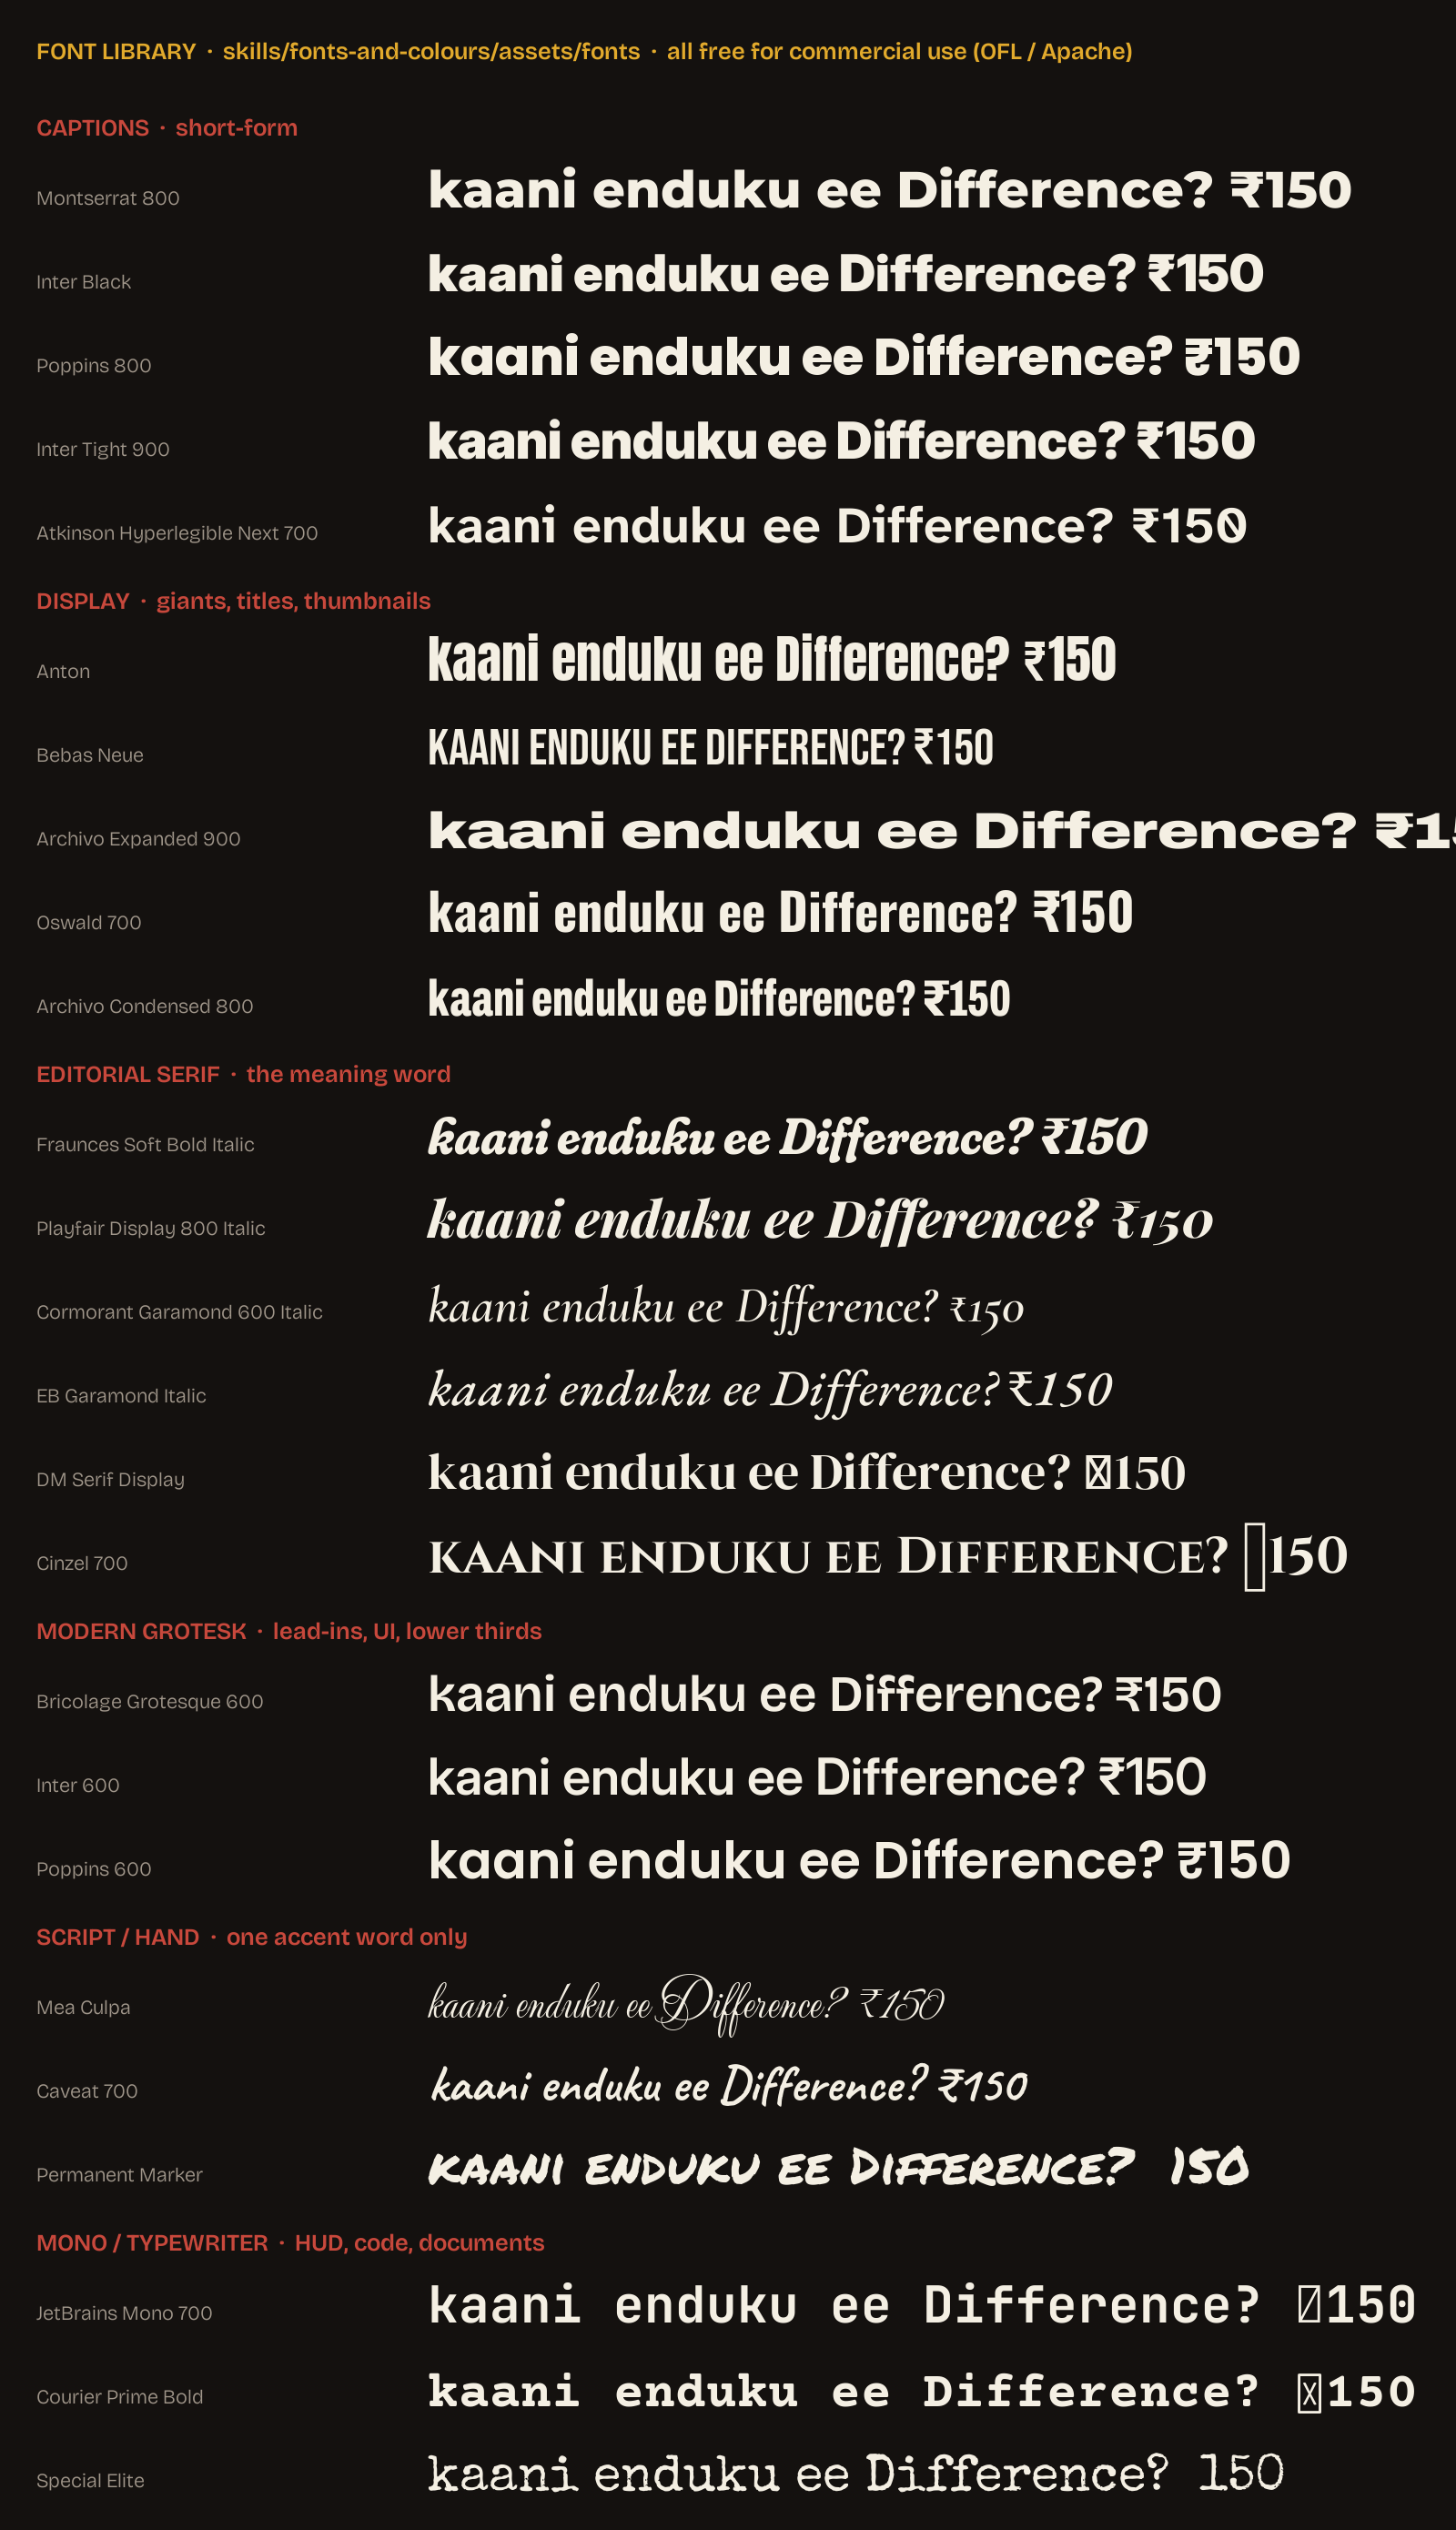 FONT LIBRARY · skills/fonts-and-colours/assets/fonts · all free for commercial use (OFL / Apache)
CAPTIONS · short-form
Montserrat 800 kaani enduku ee Difference? ₹150
Inter Black kaani enduku ee Difference? ₹150
Poppins 800 kaani enduku ee Difference? ₹150
Inter Tight 900 kaani enduku ee Difference? ₹150
Atkinson Hyperlegible Next 700 kaani enduku ee Difference? ₹150
DISPLAY · giants, titles, thumbnails
Anton kaani enduku ee Difference? ₹150
Bebas Neue KAANI ENDUKU EE DIFFERENCE? ₹150
Archivo Expanded 900 kaani enduku ee Difference? ₹15
Oswald 700 kaani enduku ee Difference? ₹150
Archivo Condensed 800 kaani enduku ee Difference? ₹150
EDITORIAL SERIF · the meaning word
Fraunces Soft Bold Italic kaani enduku ee Difference? ₹150
Playfair Display 800 Italic kaani enduku ee Difference? ₹150
Cormorant Garamond 600 Italic kaani enduku ee Difference? ₹150
EB Garamond Italic kaani enduku ee Difference? ₹150
DM Serif Display kaani enduku ee Difference? 150
Cinzel 700 KAANI ENDUKU EE DIFFERENCE? 150
MODERN GROTESK · lead-ins, UI, lower thirds
Bricolage Grotesque 600 kaani enduku ee Difference? ₹150
Inter 600 kaani enduku ee Difference? ₹150
Poppins 600 kaani enduku ee Difference? ₹150
SCRIPT / HAND · one accent word only
Mea Culpa kaani enduku ee Difference? ₹150
Caveat 700 kaani enduku ee Difference? ₹150
Permanent Marker KAANI ENDUKU EE DIFFERENCE? 150
MONO / TYPEWRITER · HUD, code, documents
JetBrains Mono 700 kaani enduku ee Difference? 150
Courier Prime Bold kaani enduku ee Difference? 150
Special Elite kaani enduku ee Difference? 150